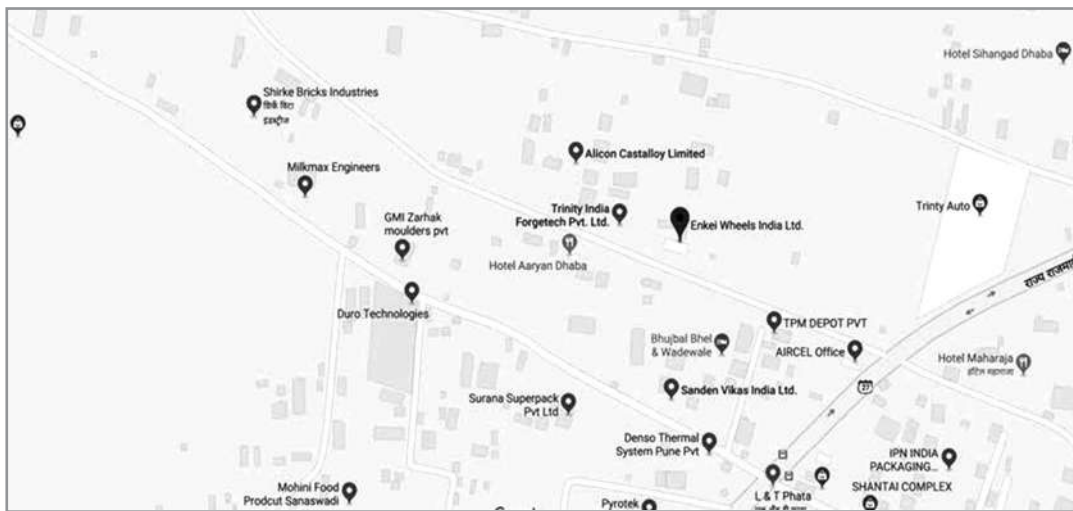 Hotel Sihangad Dhaba
Shirke Bricks Industries
Alicon Castalloy Limited
Milkmax Engineers
Trinity India
Forgetech Pvt. Ltd.
Enkei Wheels India Ltd.
Trinty Auto
GMI Zarhak
moulders pvt
Hotel Aaryan Dhaba
Duro Technologies
TPM DEPOT PVT
Bhujbal Bhel
& Wadewale
AIRCEL Office
Hotel Maharaja
हॉटेल महाराजा
27
Sanden Vikas India Ltd.
Surana Superpack
Pvt Ltd
Denso Thermal
System Pune Pvt
IPN INDIA
PACKAGING...
Mohini Food
Prodcut Sanaswadi
L & T Phata
SHANTAI COMPLEX
Pyrotek